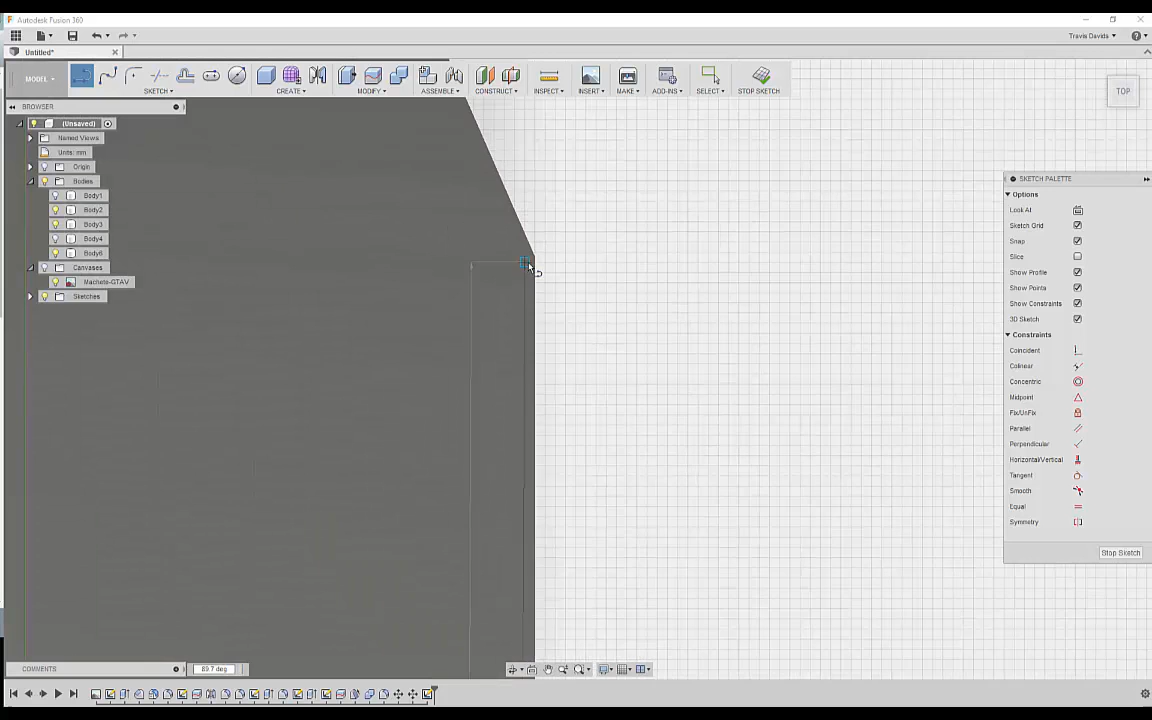 Autodesk Fusion 360
Travis Davids
Untitled*
MODEL
SKETCH
CREATE
MODIFY
ASSEMBLE
CONSTRUCT
INSPECT
INSERT
MAKE
ADD-INS
SELECT
STOP SKETCH
TOP
BROWSER
(Unsaved)
Named Views
Units: mm
Origin
Bodies
Body1
Body2
Body3
Body4
Body6
Canvases
Machete-GTAV
Sketches
SKETCH PALETTE
Options
Look At
Sketch Grid
Snap
Slice
Show Profile
Show Points
Show Constraints
3D Sketch
Constraints
Coincident
Colinear
Concentric
Midpoint
Fix/UnFix
Parallel
Perpendicular
Horizontal/Vertical
Tangent
Smooth
Equal
Symmetry
Stop Sketch
COMMENTS
89.7 deg